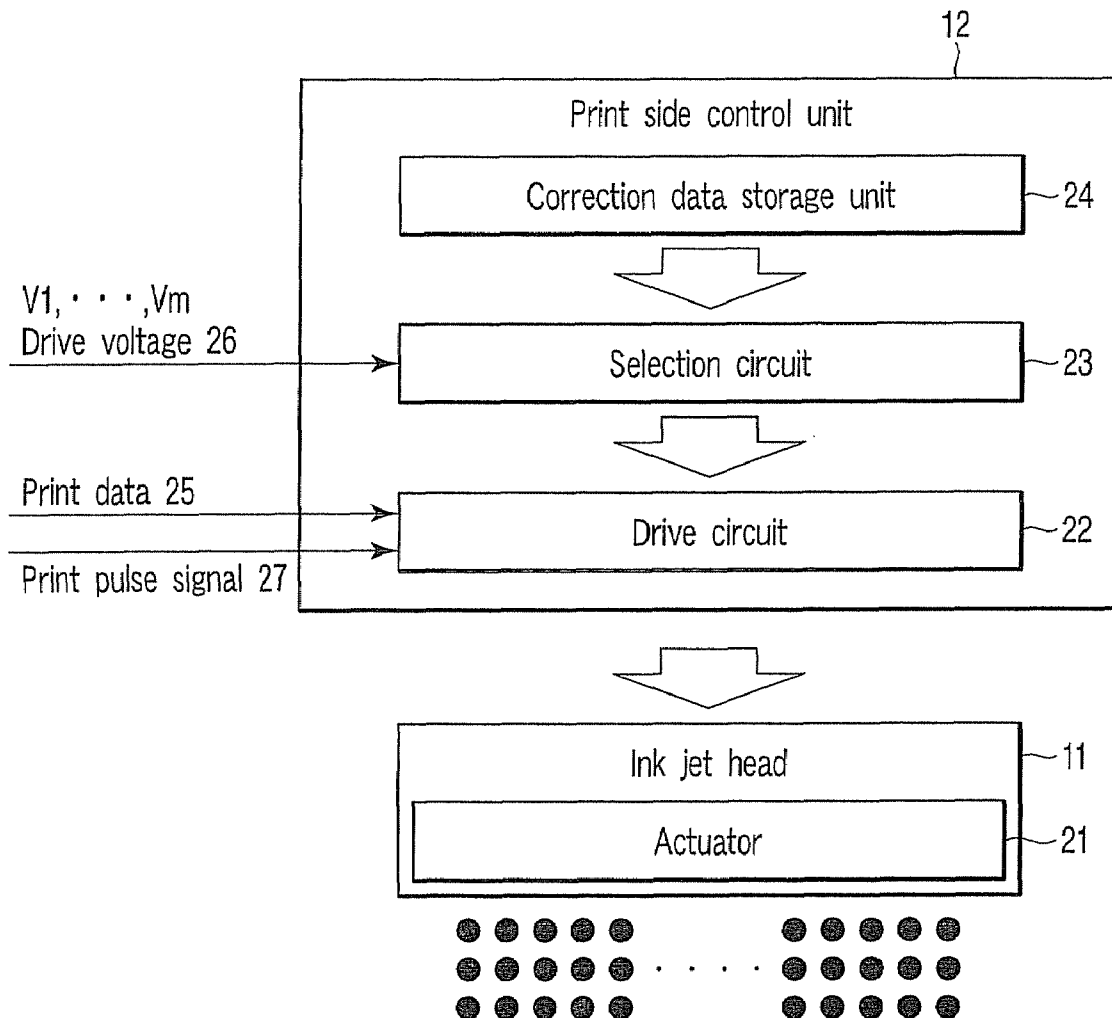 12
Print side control unit
Correction data storage unit
24
V1, · · · ,Vm
Drive voltage 26
Selection circuit
23
Print data 25
Drive circuit
22
Print pulse signal 27
Ink jet head
11
Actuator
21
· · · ·